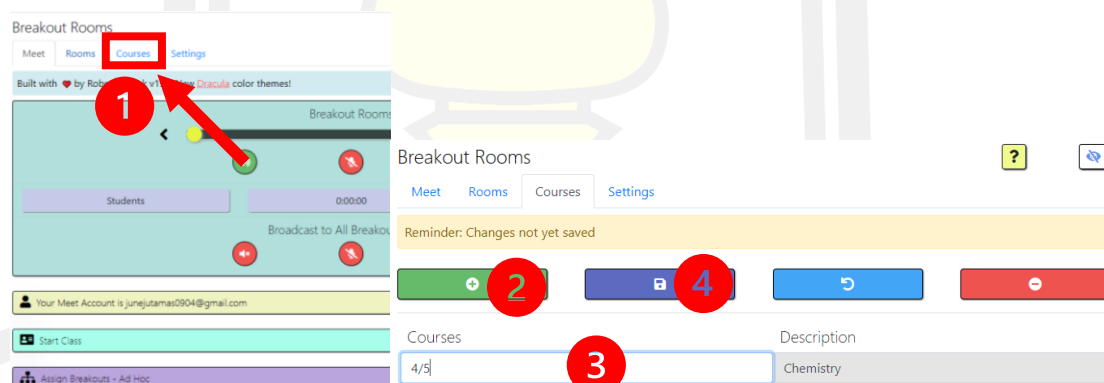 Breakout Rooms
Meet Rooms Courses Settings
Built with by v1. New Dracula color themes!
1
Breakout Rooms
Students 0:00:00
Broadcast to All
Your Meet Account is junejutamas0904@gmail.com
Start Class
Assign Breakouts - Ad Hoc
Breakout Rooms ?
Meet Rooms Courses Settings
Reminder: Changes not yet saved
2 4
Courses Description
4/5 3 Chemistry